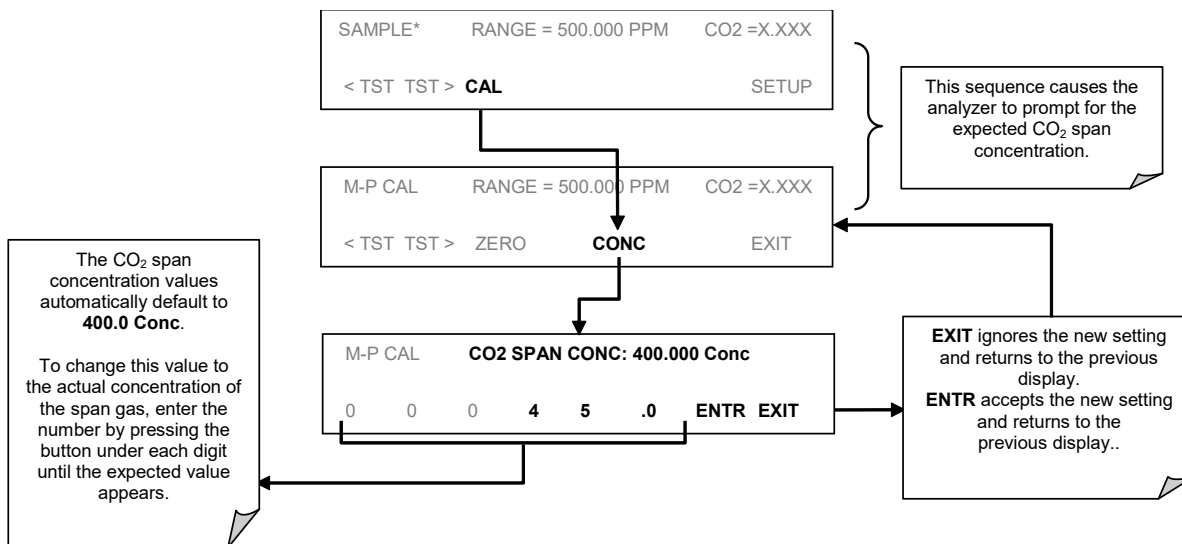 SAMPLE* RANGE = 500.000 PPM CO2 =X.XXX
< TST TST > CAL SETUP
This sequence causes the
analyzer to prompt for the
expected CO₂ span
concentration.
M-P CAL RANGE = 500.000 PPM CO2 =X.XXX
< TST TST > ZERO CONC EXIT
The CO₂ span
concentration values
automatically default to
400.0 Conc.
To change this value to
the actual concentration of
the span gas, enter the
number by pressing the
button under each digit
until the expected value
appears.
M-P CAL CO2 SPAN CONC: 400.000 Conc
0 0 0 4 5 .0 ENTR EXIT
EXIT ignores the new setting
and returns to the previous
display.
ENTR accepts the new setting
and returns to the
previous display..